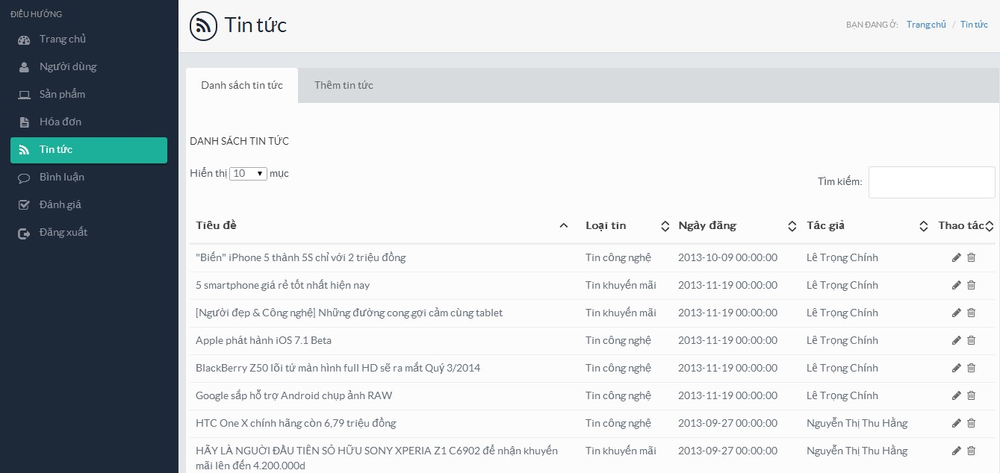 ĐIỀU HƯỚNG
Trang chủ
Người dùng
Sản phẩm
Hóa đơn
Tin tức
Bình luận
Đánh giá
Đăng xuất
Tin tức
BẠN ĐANG Ở: Trang chủ / Tin tức
Danh sách tin tức
Thêm tin tức
DANH SÁCH TIN TỨC
Hiển thị 10 mục
Tìm kiếm:
Tiêu đề Loại tin Ngày đăng Tác giả Thao tác
"Biến" iPhone 5 thành 5S chỉ với 2 triệu đồng Tin công nghệ 2013-10-09 00:00:00 Lê Trọng Chính
5 smartphone giá rẻ tốt nhất hiện nay Tin khuyến mãi 2013-11-19 00:00:00 Lê Trọng Chính
[Người đẹp & Công nghệ] Những đường cong gợi cảm cùng tablet Tin khuyến mãi 2013-11-19 00:00:00 Lê Trọng Chính
Apple phát hành iOS 7.1 Beta Tin công nghệ 2013-11-19 00:00:00 Lê Trọng Chính
BlackBerry Z50 lõi tứ màn hình full HD sẽ ra mắt Quý 3/2014 Tin công nghệ 2013-11-19 00:00:00 Lê Trọng Chính
Google sắp hỗ trợ Android chụp ảnh RAW Tin công nghệ 2013-11-19 00:00:00 Lê Trọng Chính
HTC One X chính hãng còn 6,79 triệu đồng Tin công nghệ 2013-09-27 00:00:00 Nguyễn Thị Thu Hằng
HÃY LÀ NGUỜI ĐẦU TIÊN SỞ HỮU SONY XPERIA Z1 C6902 để nhận khuyến Tin khuyến mãi 2013-09-27 00:00:00 Nguyễn Thị Thu Hằng
mãi lên đến 4.200.000d